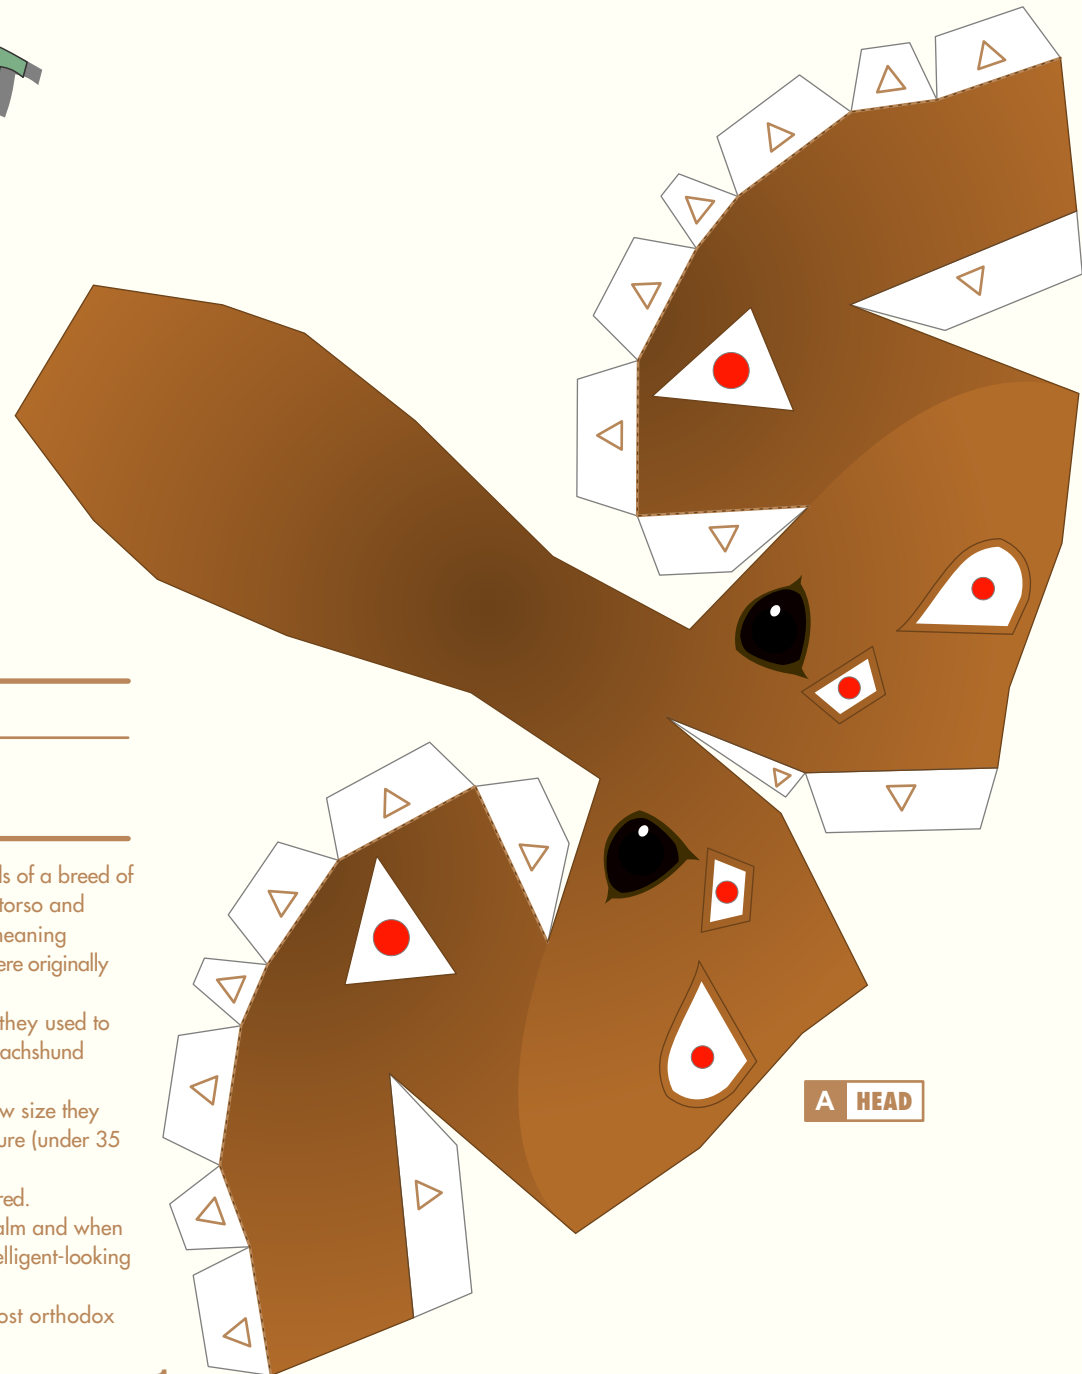 ls of a breed of
torso and
neaning
ere originally
they used to
achshund
w size they
ure (under 35
red.
alm and when
elligent-looking
ost orthodox
A HEAD